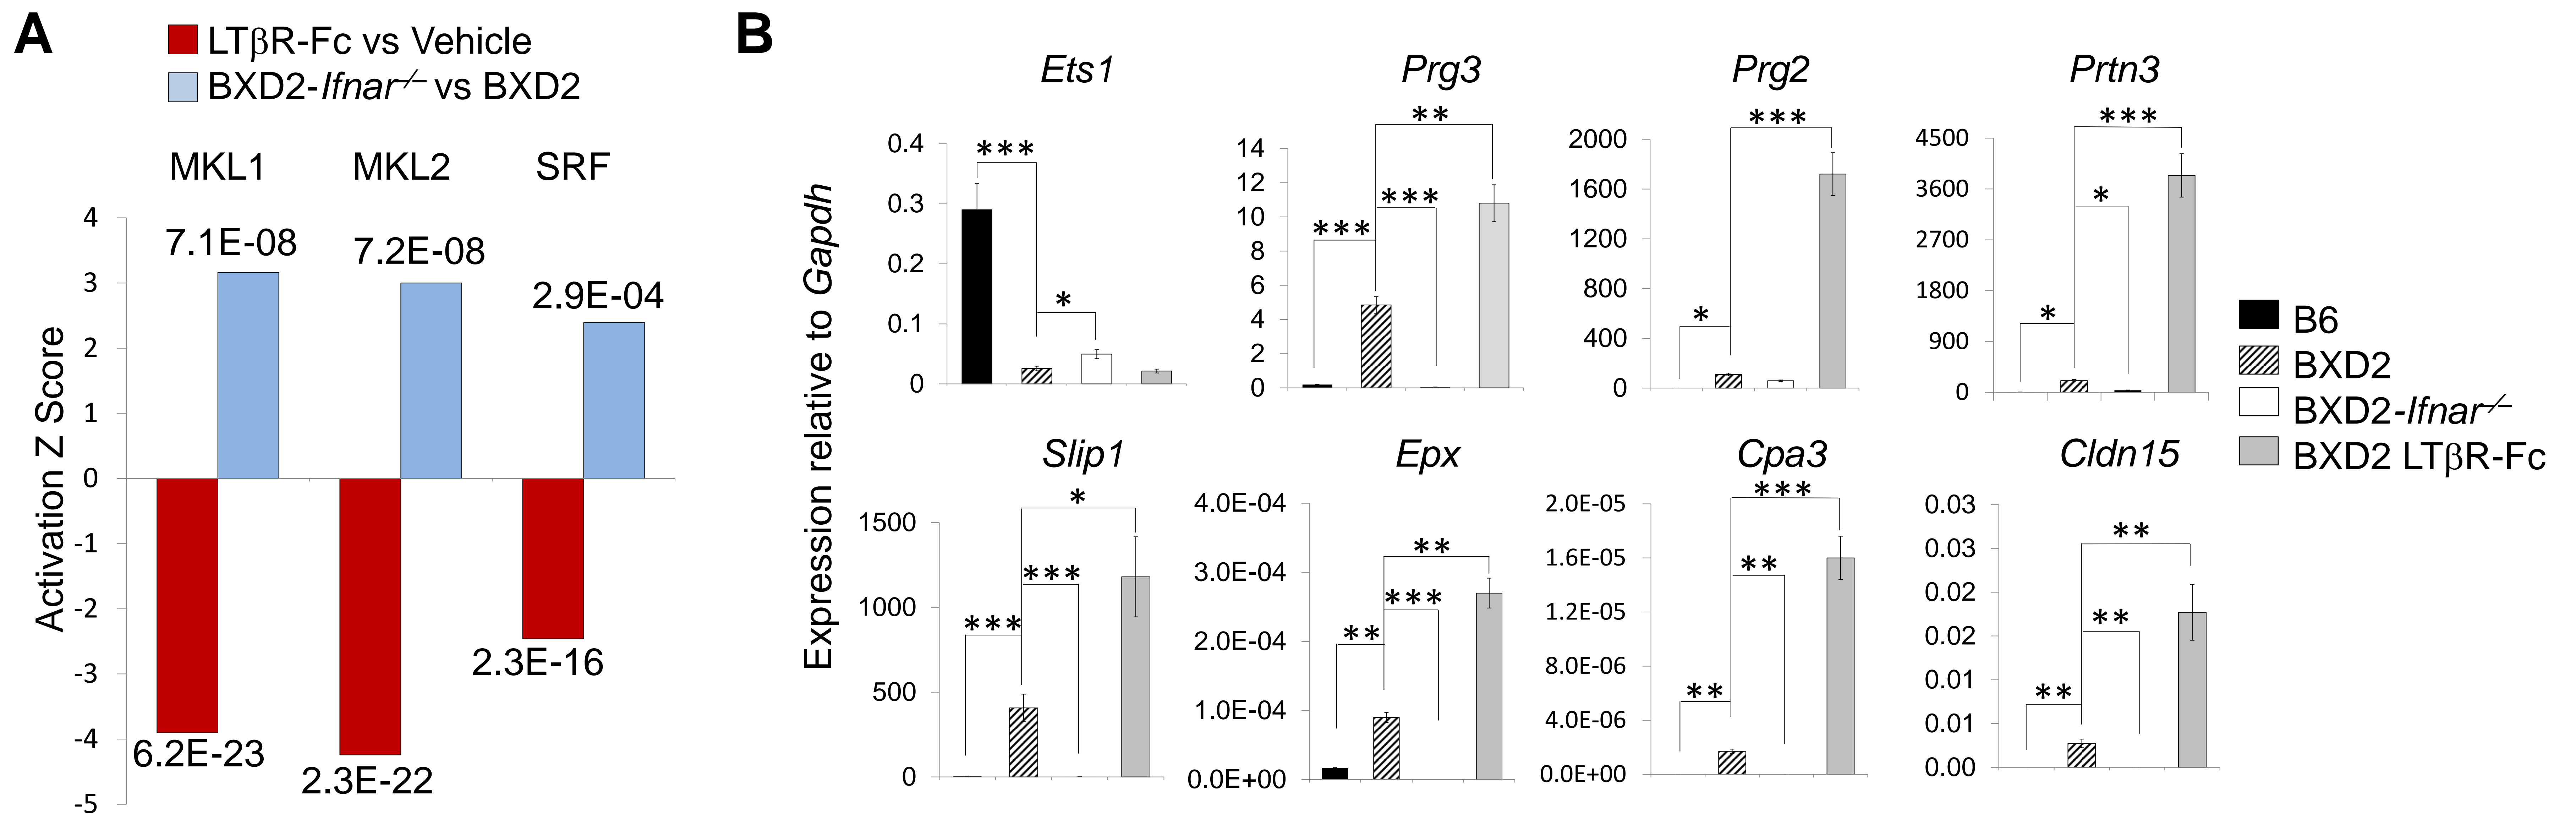 A
LTβR-Fc vs Vehicle
BXD2-Ifnar–/– vs BXD2
MKL1 MKL2 SRF
Activation Z Score
4
3
2
1
0
-1
-2
-3
-4
-5
7.1E-08
7.2E-08
2.9E-04
6.2E-23
2.3E-22
2.3E-16
B
Expression relative to Gapdh
Ets1
0.4
0.3
0.2
0.1
0
***
*
Prg3
14
12
10
8
6
4
2
0
**
***
***
Prg2
2000
1600
1200
800
400
0
***
*
Prtn3
4500
3600
2700
1800
900
0
***
*
*
Slip1
1500
1000
500
0
*
***
***
Epx
4.0E-04
3.0E-04
2.0E-04
1.0E-04
0.0E+00
**
***
**
Cpa3
2.0E-05
1.6E-05
1.2E-05
8.0E-06
4.0E-06
0.0E+00
***
**
**
Cldn15
0.03
0.03
0.02
0.02
0.01
0.01
0.00
**
**
**
B6
BXD2
BXD2-Ifnar–/–
BXD2 LTβR-Fc